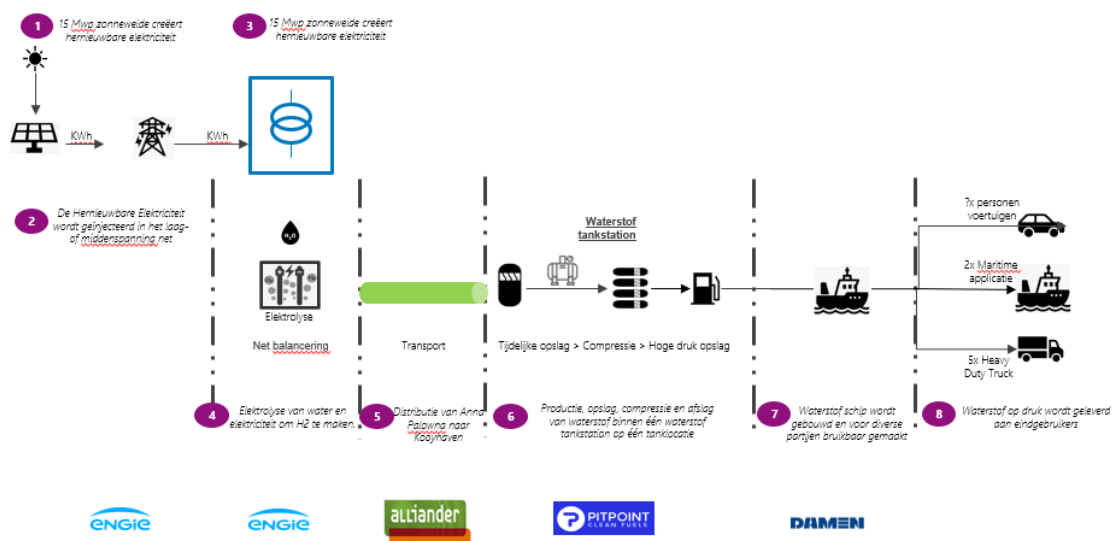 1
15 Mwp zonneweide creëert
hernieuwbare elektriciteit
3
15 Mwp zonneweide creëert
hernieuwbare elektriciteit
KWh
KWh
2
De Hernieuwbare Elektriciteit
wordt geïnjecteerd in het laag-
of middenspanning net
H₂O
Elektrolyse
Net balancering
Transport
Waterstof
tankstation
Tijdelijke opslag > Compressie > Hoge druk opslag
?x personen
voertuigen
2x Maritime
applicatie
5x Heavy
Duty Truck
4
Elektrolyse van water en
elektriciteit om H2 te maken.
5
Distributie van Anna
Palowna naar
Kooyhaven
6
Productie, opslag, compressie en afslag
van waterstof binnen één waterstof
tankstation op één tanklocatie
7
Waterstof schip wordt
gebouwd en voor diverse
partijen bruikbaar gemaakt
8
Waterstof op druk wordt geleverd
aan eindgebruikers
ENGIE
ENGIE
alliander
PITPOINT
CLEAN FUELS
DAMEN